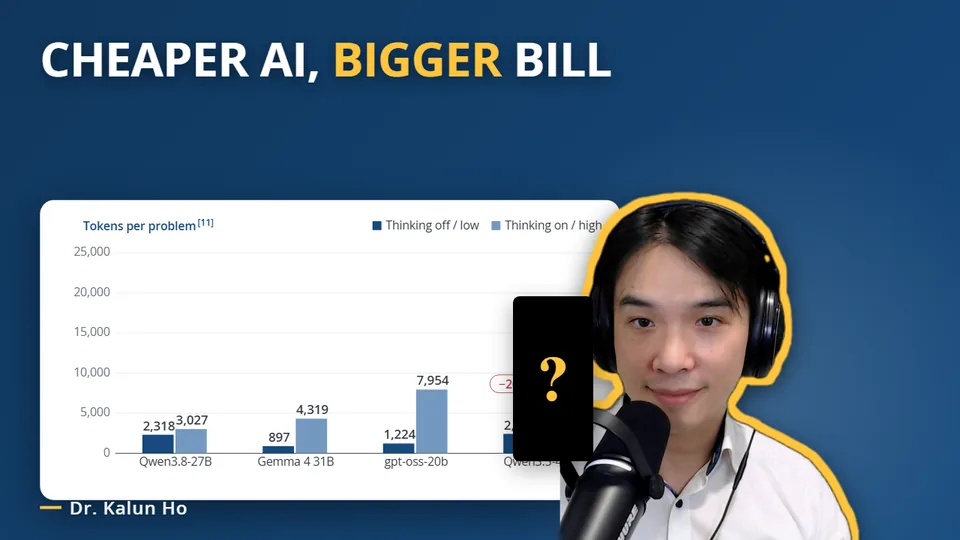 CHEAPER AI, BIGGER BILL
Tokens per problem[11]
Thinking off / low
Thinking on / high
25,000
20,000
15,000
10,000
5,000
0
2,318
3,027
897
4,319
1,224
7,954
?
Qwen3.8-27B
Gemma 4 31B
gpt-oss-20b
Dr. Kalun Ho